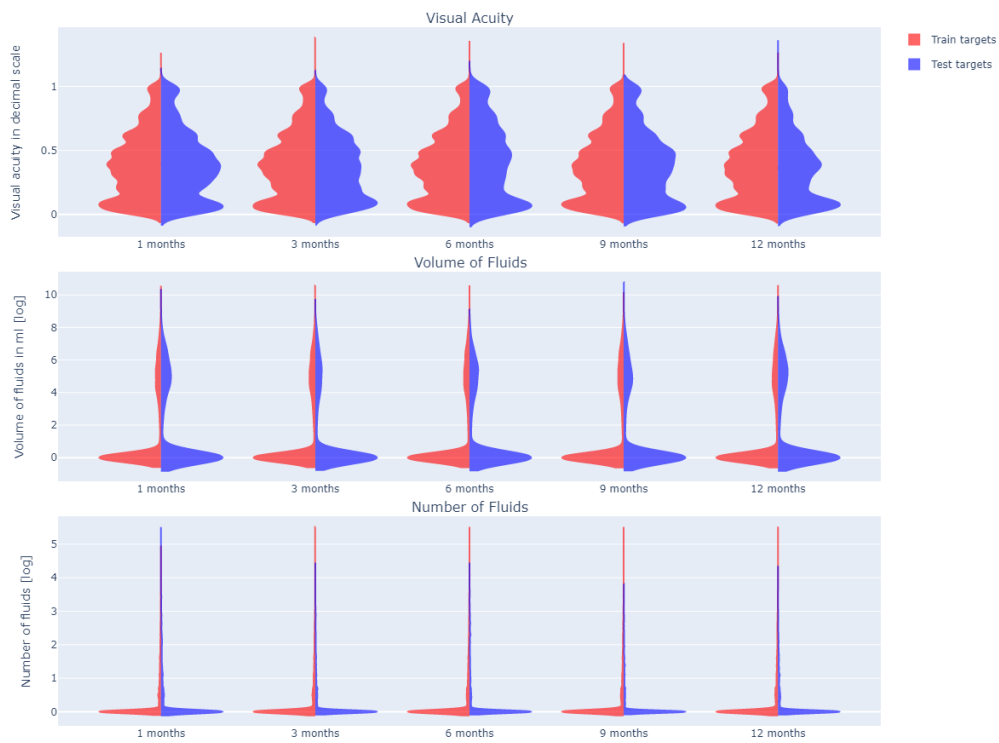 Visual Acuity
Train targets
Test targets
Visual acuity in decimal scale
1
0.5
0
1 months 3 months 6 months 9 months 12 months
Volume of Fluids
Volume of fluids in ml [log]
10
8
6
4
2
0
1 months 3 months 6 months 9 months 12 months
Number of Fluids
Number of fluids [log]
5
4
3
2
1
0
1 months 3 months 6 months 9 months 12 months